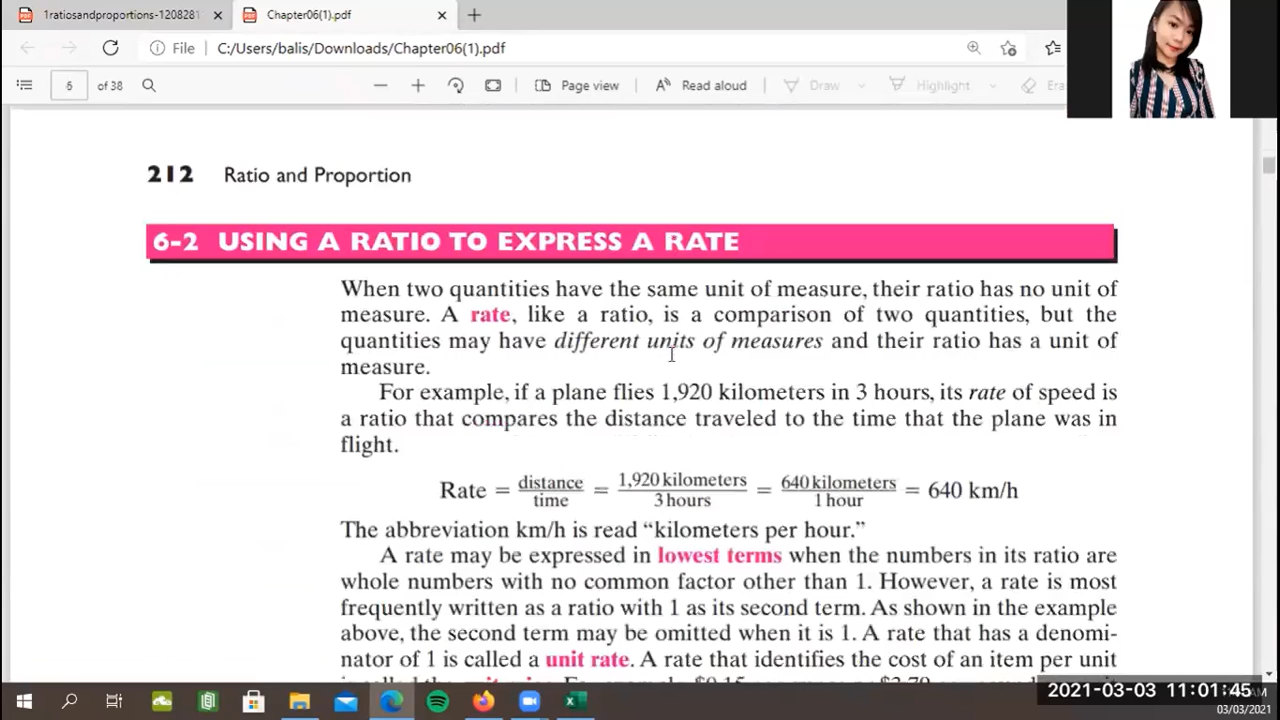 1ratiosandproportions-1208281
Chapter06(1).pdf
File C:/Users/balis/Downloads/Chapter06(1).pdf
6 of 38 Page view Read aloud Draw Highlight
212 Ratio and Proportion
6-2 USING A RATIO TO EXPRESS A RATE
When two quantities have the same unit of measure, their ratio has no unit of
measure. A rate, like a ratio, is a comparison of two quantities, but the
quantities may have different units of measures and their ratio has a unit of
measure.
For example, if a plane flies 1,920 kilometers in 3 hours, its rate of speed is
a ratio that compares the distance traveled to the time that the plane was in
flight.
Rate = distance/time = 1,920 kilometers/3 hours = 640 kilometers/1 hour = 640 km/h
The abbreviation km/h is read “kilometers per hour.”
A rate may be expressed in lowest terms when the numbers in its ratio are
whole numbers with no common factor other than 1. However, a rate is most
frequently written as a ratio with 1 as its second term. As shown in the example
above, the second term may be omitted when it is 1. A rate that has a denomi-
nator of 1 is called a unit rate. A rate that identifies the cost of an item per unit
2021-03-03 11:01:45
03/03/2021